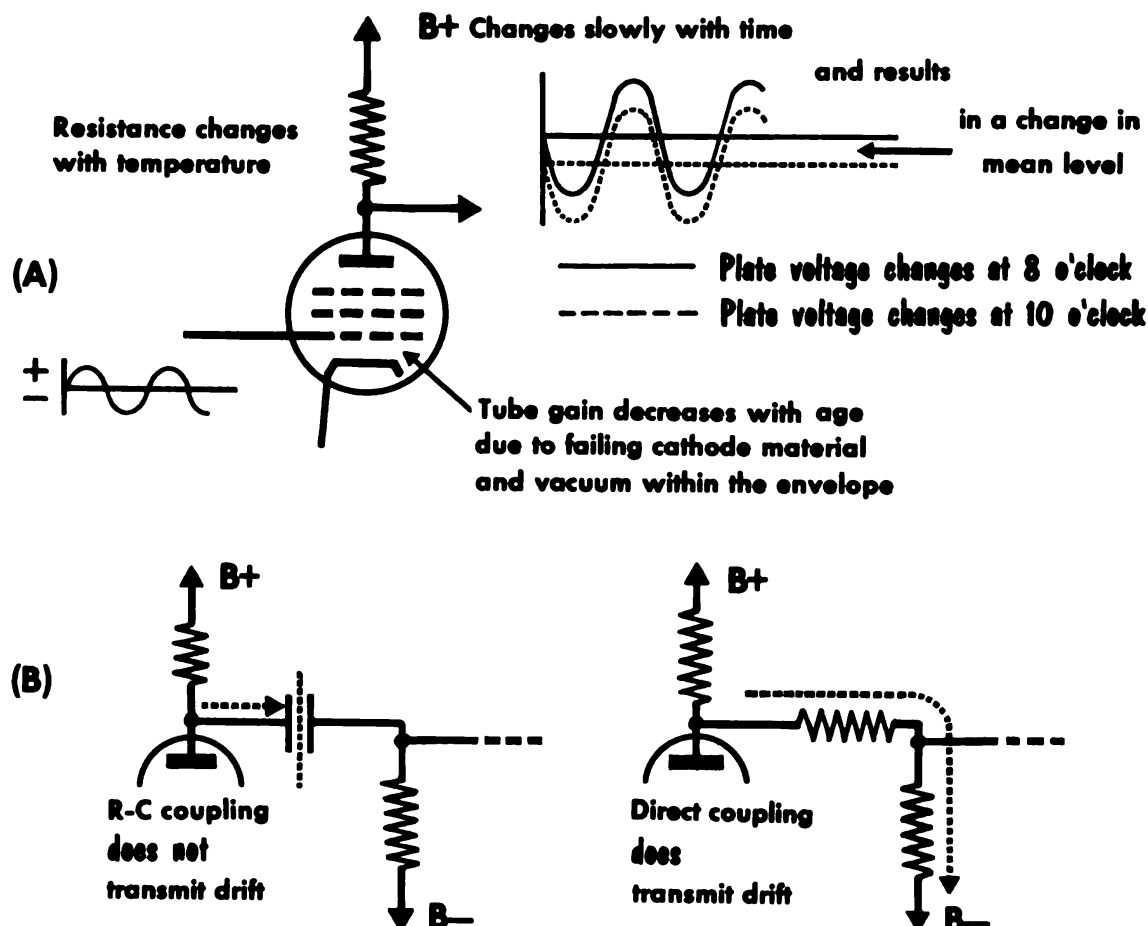 B+ Changes slowly with time
and results
in a change in
mean level
Resistance changes
with temperature
(A)
Plate voltage changes at 8 o'clock
Plate voltage changes at 10 o'clock
+
−
Tube gain decreases with age
due to failing cathode material
and vacuum within the envelope
(B)
B+
R-C coupling
does not
transmit drift
B−
B+
Direct coupling
does
transmit drift
B−